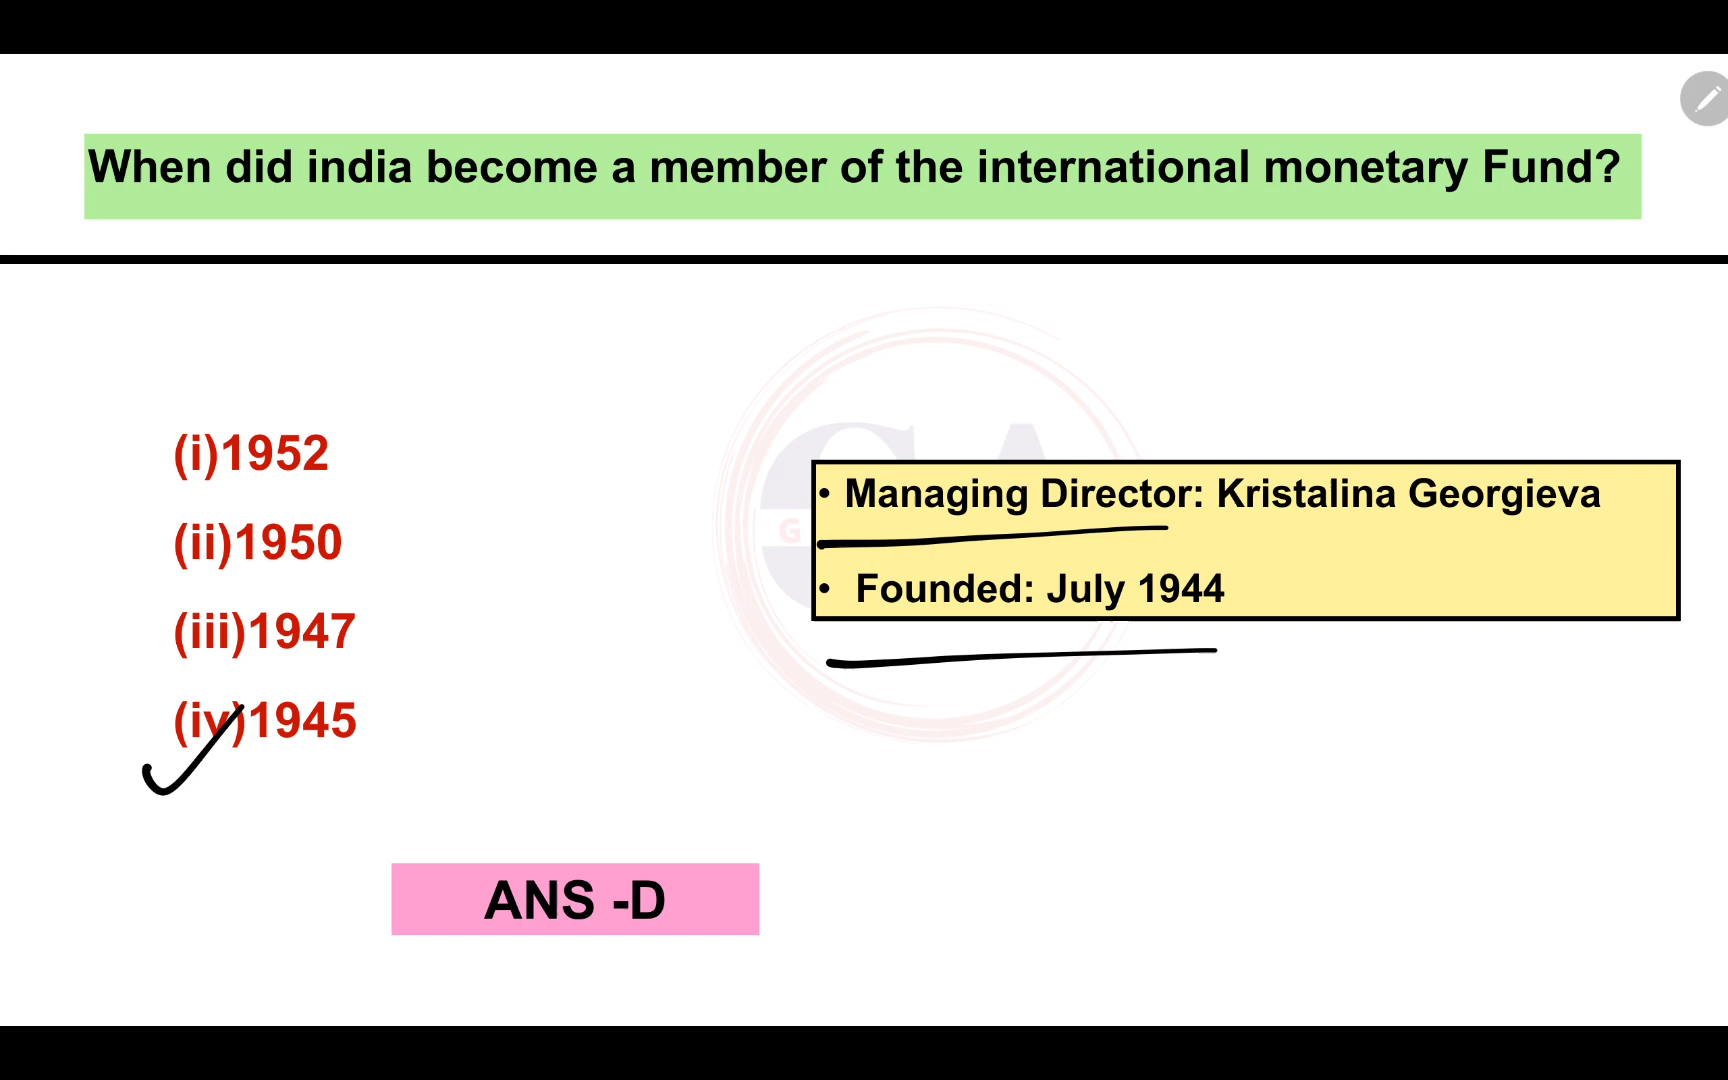 When did india become a member of the international monetary Fund?
(i)1952
(ii)1950
(iii)1947
(iv)1945
• Managing Director: Kristalina Georgieva
• Founded: July 1944
G
ANS -D